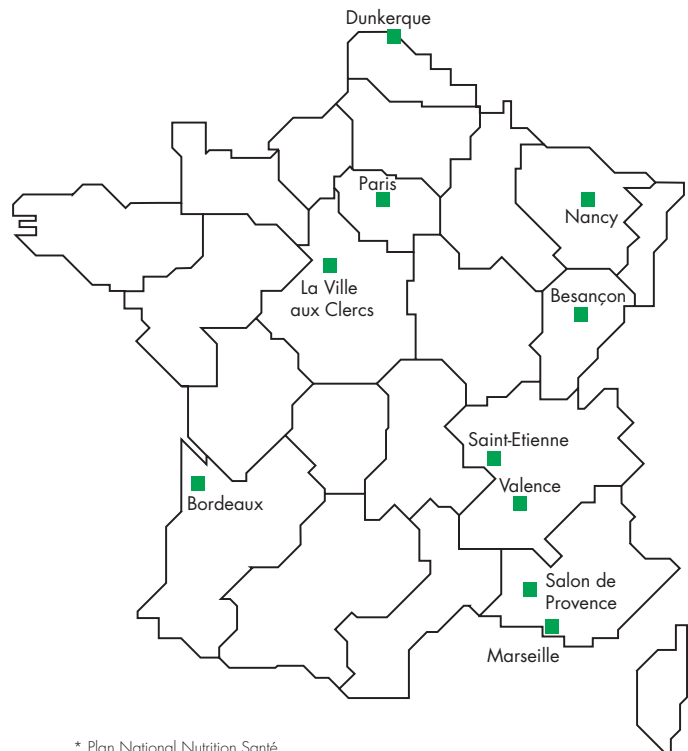 Dunkerque
Paris
Nancy
La Ville
aux Clercs
Besançon
Saint-Etienne
Valence
Bordeaux
Salon de
Provence
Marseille
* Plan National Nutrition Santé